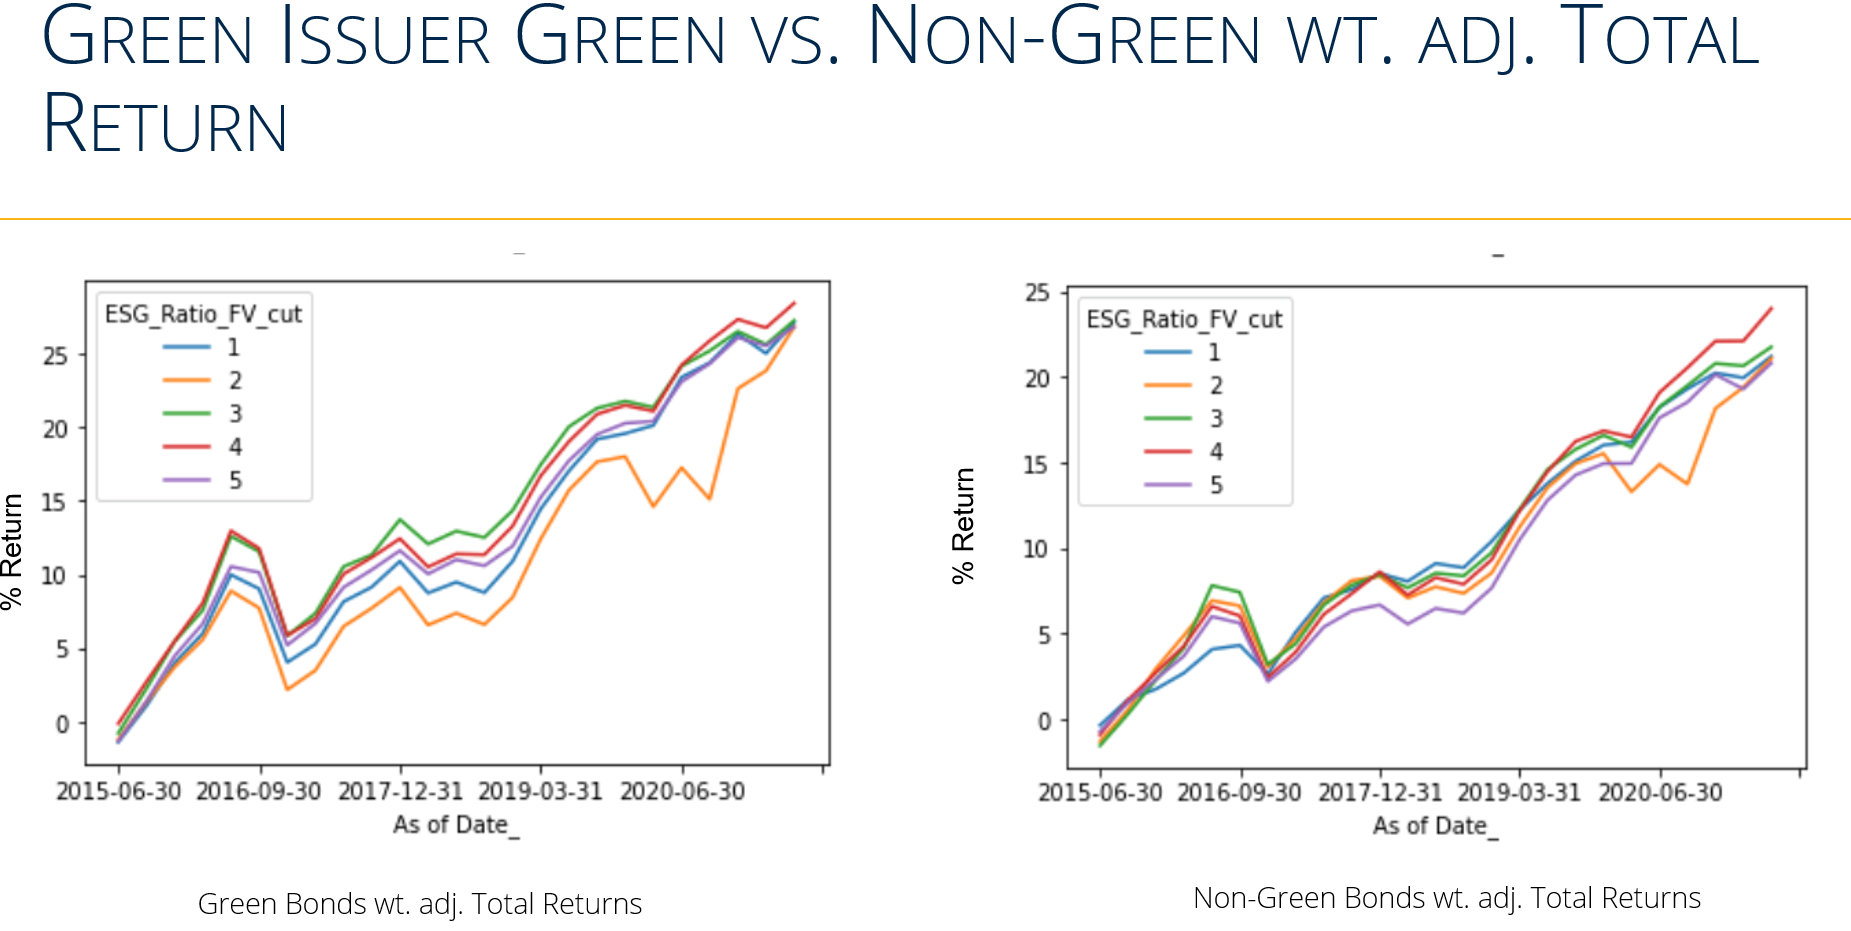 GREEN ISSUER GREEN VS. NON-GREEN WT. ADJ. TOTAL
RETURN
_
ESG_Ratio_FV_cut
1
2
3
4
5
25
20
15
10
5
0
% Return
2015-06-30 2016-09-30 2017-12-31 2019-03-31 2020-06-30
As of Date_
Green Bonds wt. adj. Total Returns
_
ESG_Ratio_FV_cut
1
2
3
4
5
25
20
15
10
5
0
% Return
2015-06-30 2016-09-30 2017-12-31 2019-03-31 2020-06-30
As of Date_
Non-Green Bonds wt. adj. Total Returns